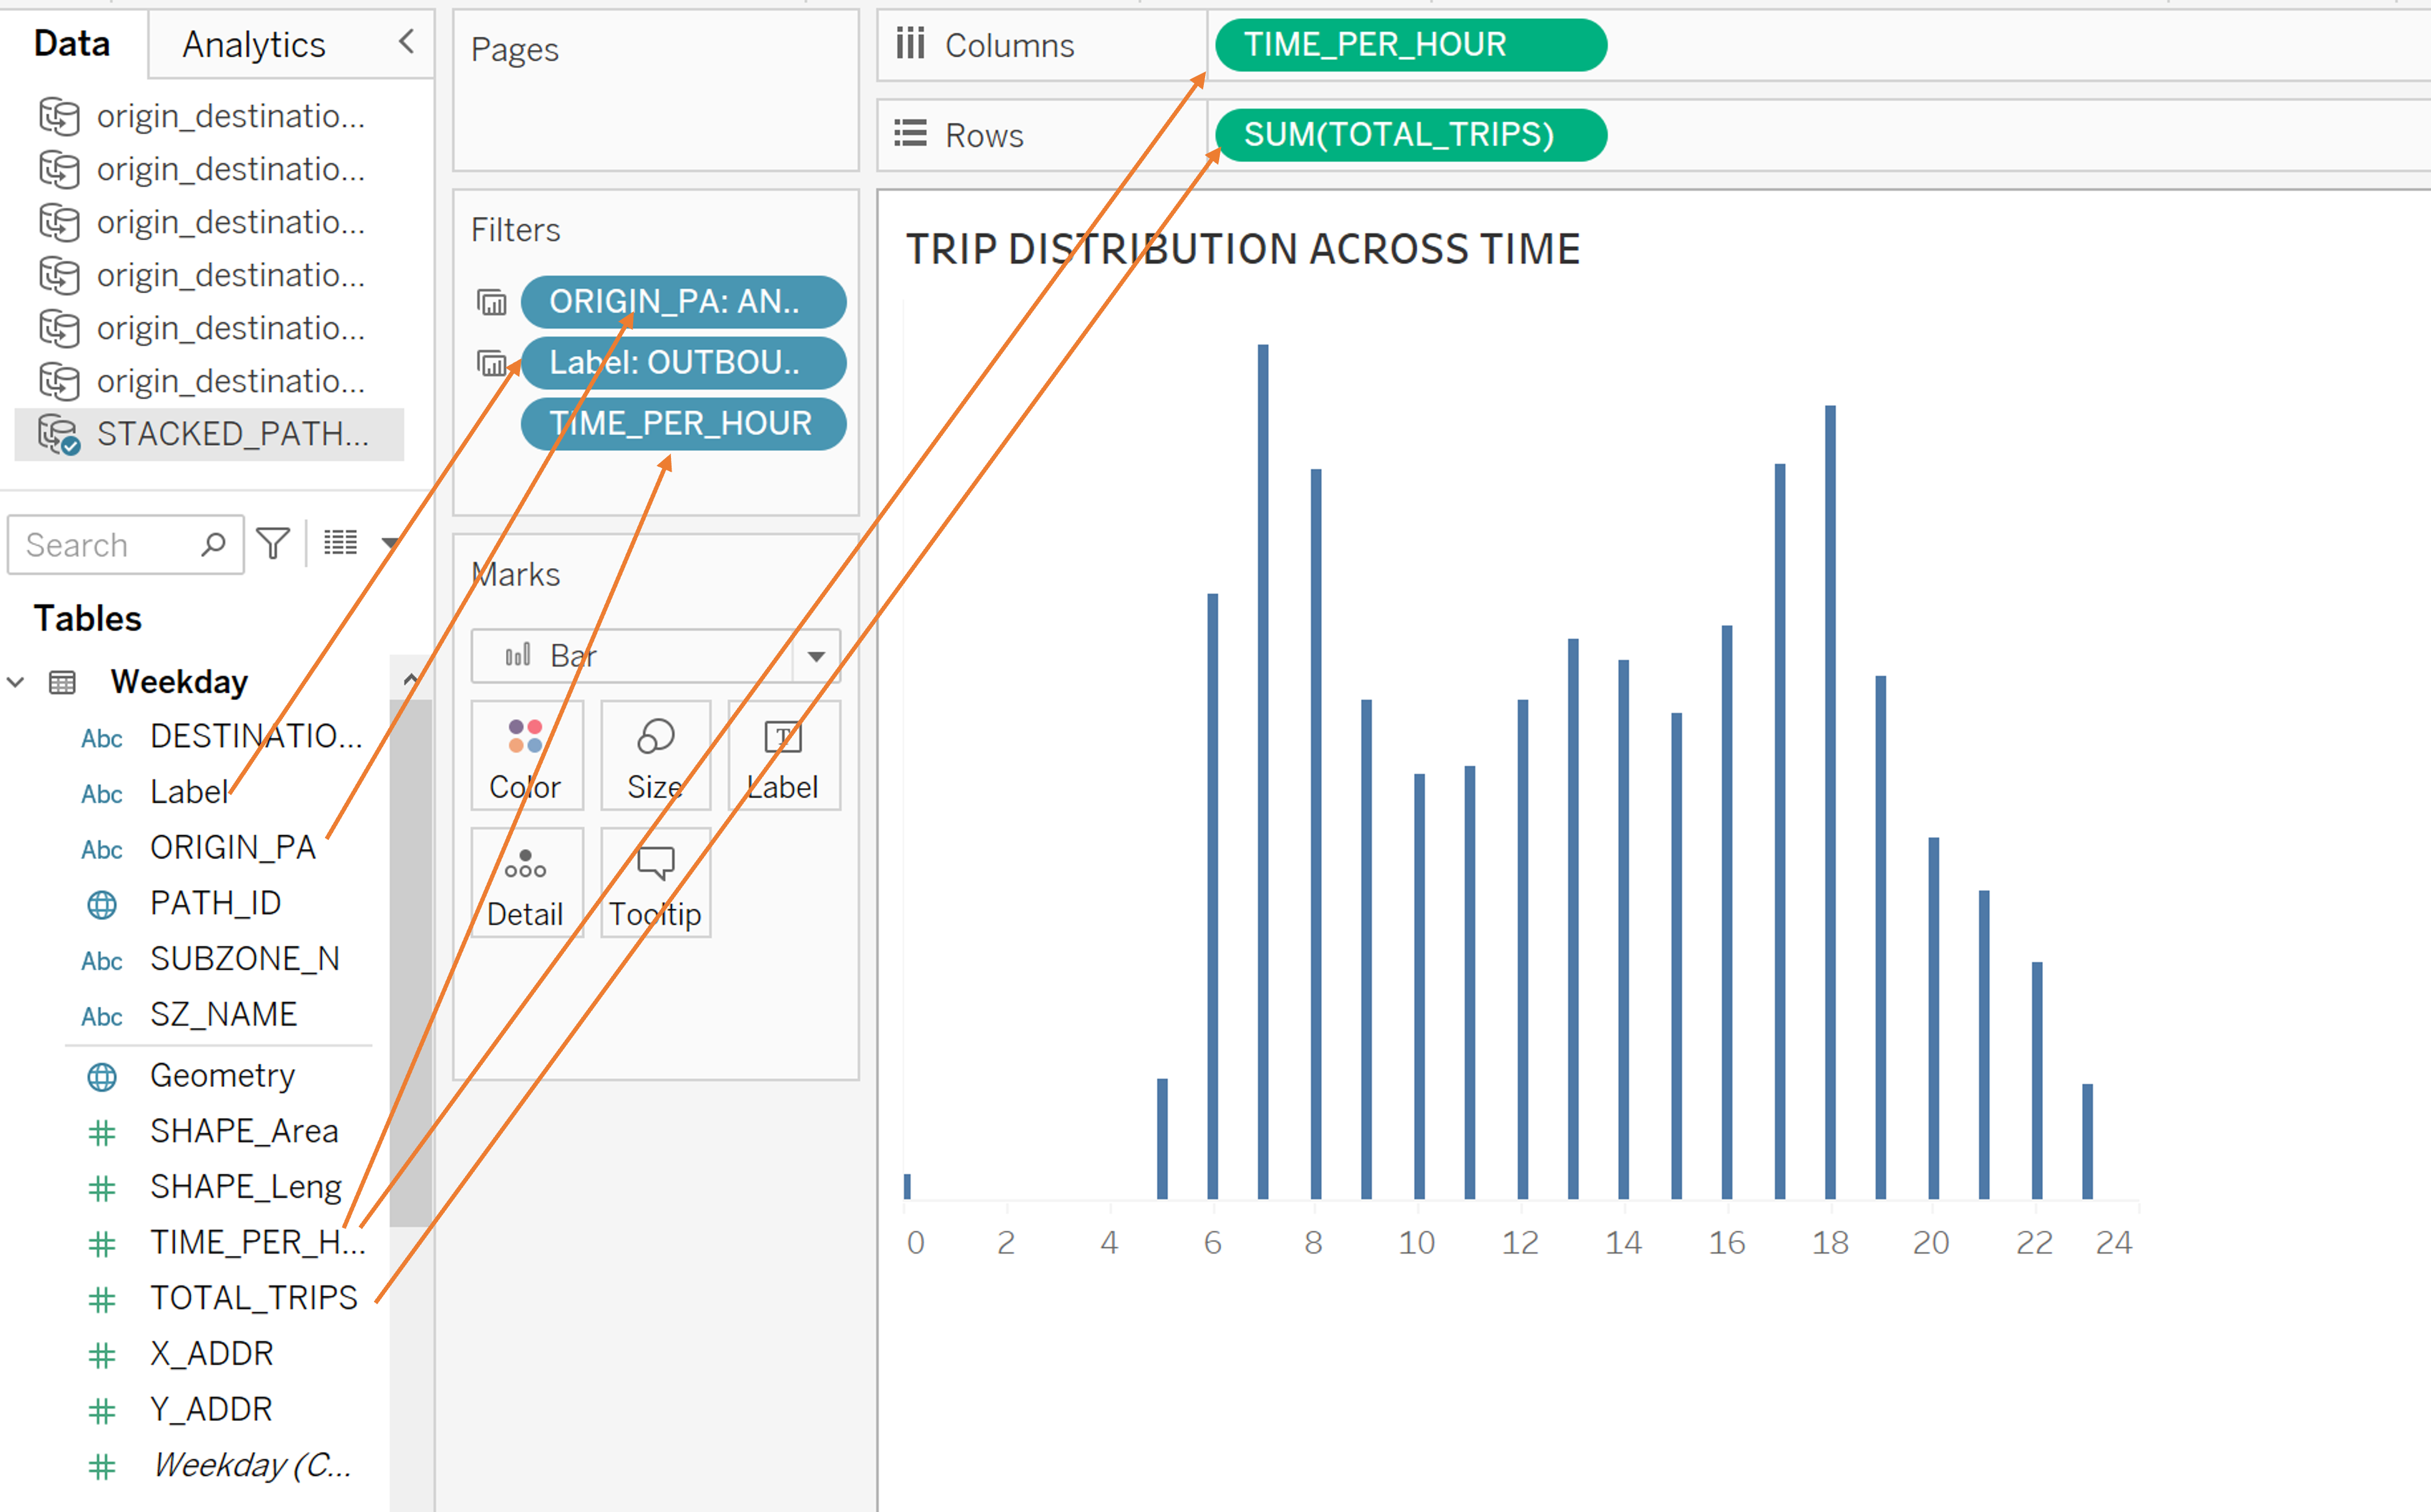 Data
Analytics
origin_destinatio...
origin_destinatio...
origin_destinatio...
origin_destinatio...
origin_destinatio...
origin_destinatio...
STACKED_PATH...
Search
Tables
Weekday
Abc DESTINATIO...
Abc Label
Abc ORIGIN_PA
PATH_ID
Abc SUBZONE_N
Abc SZ_NAME
Geometry
SHAPE_Area
SHAPE_Leng
TIME_PER_H...
TOTAL_TRIPS
X_ADDR
Y_ADDR
Weekday (C...
Pages
Filters
ORIGIN_PA: AN..
Label: OUTBOU..
TIME_PER_HOUR
Marks
Bar
Color Size Label
Detail Tooltip
Columns TIME_PER_HOUR
Rows SUM(TOTAL_TRIPS)
TRIP DISTRIBUTION ACROSS TIME
0 2 4 6 8 10 12 14 16 18 20 22 24